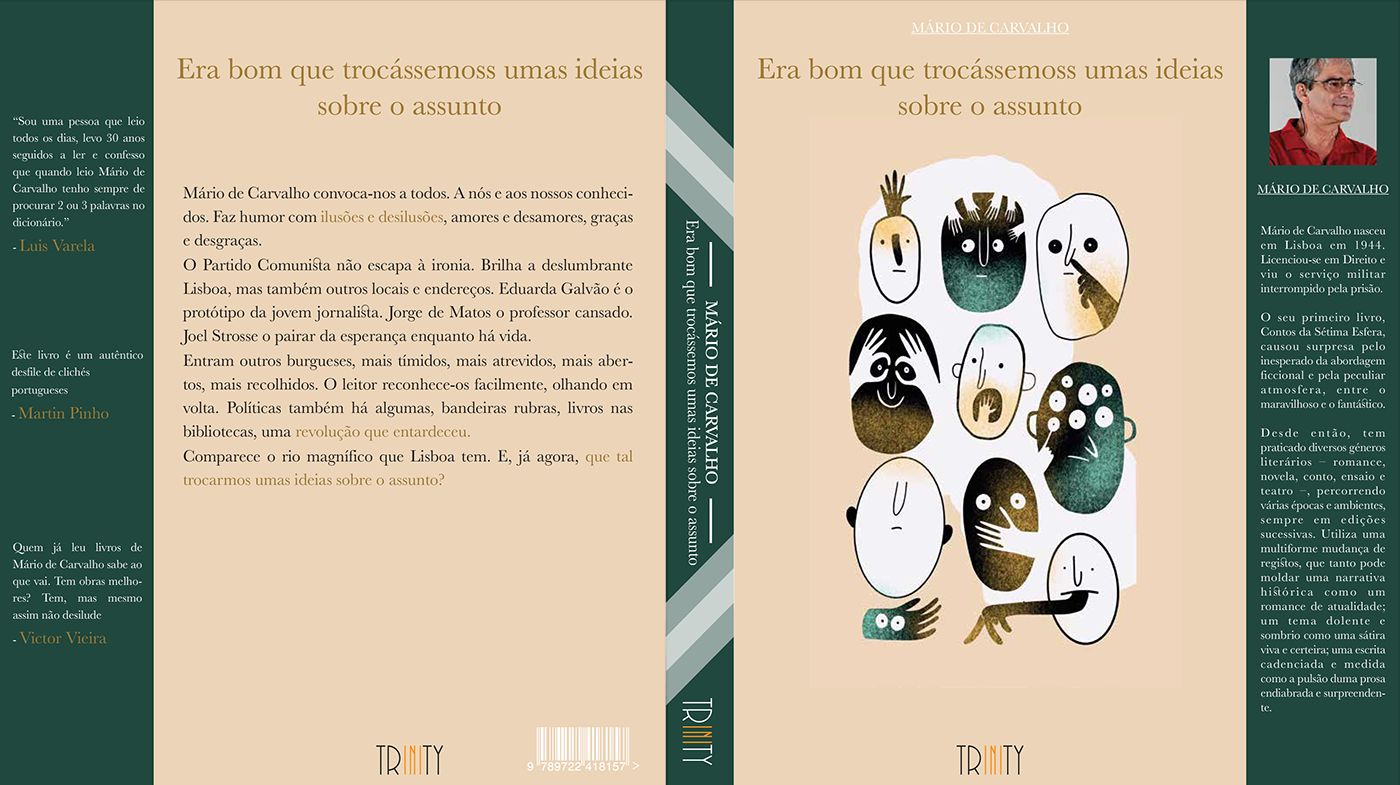 “Sou uma pessoa que leio
todos os dias, levo 30 anos
seguidos a ler e confesso
que quando leio Mário de
Carvalho tenho sempre de
procurar 2 ou 3 palavras no
dicionário.”
- Luis Varela
Este livro é um autêntico
desfile de clichés
portugueses
- Martin Pinho
Quem já leu livros de
Mário de Carvalho sabe ao
que vai. Tem obras melho-
res? Tem, mas mesmo
assim não desilude
- Victor Vieira
Era bom que trocássemoss umas ideias
sobre o assunto
Mário de Carvalho convoca-nos a todos. A nós e aos nossos conheci-
dos. Faz humor com ilusões e desilusões, amores e desamores, graças
e desgraças.
O Partido Comunista não escapa à ironia. Brilha a deslumbrante
Lisboa, mas também outros locais e endereços. Eduarda Galvão é o
protótipo da jovem jornalista. Jorge de Matos o professor cansado.
Joel Strosse o pairar da esperança enquanto há vida.
Entram outros burgueses, mais tímidos, mais atrevidos, mais aber-
tos, mais recolhidos. O leitor reconhece-os facilmente, olhando em
volta. Políticas também há algumas, bandeiras rubras, livros nas
bibliotecas, uma revolução que entardeceu.
Comparece o rio magnífico que Lisboa tem. E, já agora, que tal
trocarmos umas ideias sobre o assunto?
TRINITY
9 789722 418157 >
MÁRIO DE CARVALHO
Era bom que trocássemos umas ideias sobre o assunto
TRINITY
MÁRIO DE CARVALHO
Era bom que trocássemoss umas ideias
sobre o assunto
TRINITY
MÁRIO DE CARVALHO
Mário de Carvalho nasceu
em Lisboa em 1944.
Licenciou-se em Direito e
viu o serviço militar
interrompido pela prisão.
O seu primeiro livro,
Contos da Sétima Esfera,
causou surpresa pelo
inesperado da abordagem
ficcional e pela peculiar
atmosfera, entre o
maravilhoso e o fantástico.
Desde então, tem
praticado diversos géneros
literários – romance,
novela, conto, ensaio e
teatro –, percorrendo
várias épocas e ambientes,
sempre em edições
sucessivas. Utiliza uma
multiforme mudança de
registos, que tanto pode
moldar uma narrativa
histórica como um
romance de atualidade;
um tema dolente e
sombrio como uma sátira
viva e certeira; uma escrita
cadenciada e medida
como a pulsão duma prosa
endiabrada e surpreenden-
te.